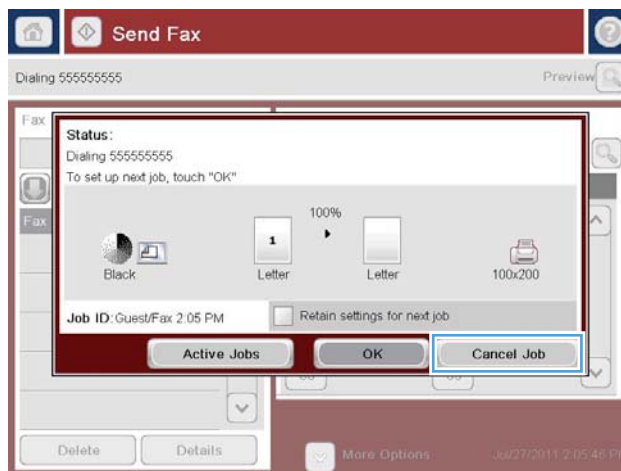 Send Fax
Dialing 555555555
Preview
Fax
Status:
Dialing 555555555
To set up next job, touch "OK"
Fax
100%
1
Black
Letter
Letter
100x200
Job ID:Guest/Fax 2:05 PM
Retain settings for next job
Active Jobs
OK
Cancel Job
Delete
Details
More Options
Jul/27/2011 2:05:46 P